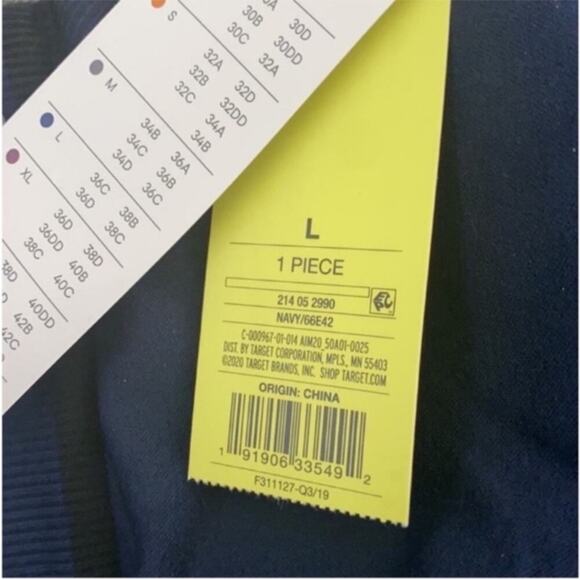 S
30A
30B
30C
30D
30DD
32A
M
32A
32B
32C
32D
32DD
34A
34B
L
34B
34C
34D
36A
36B
36C
XL
36C
36D
38B
38C
36D
36DD
38C
38D
40B
40C
38D
40DD
42B
42C
L
1 PIECE
214 05 2990
NAVY/66E42
C-000967-01-014 AIM20_50A01-0025
DIST. BY TARGET CORPORATION, MPLS., MN 55403
©2020 TARGET BRANDS, INC. SHOP TARGET.COM
ORIGIN: CHINA
1 91906 33549 2
F311127-Q3/19